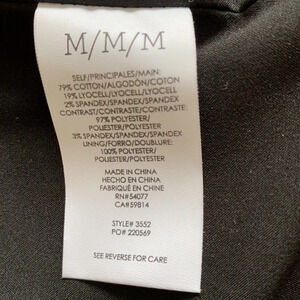 M/M/M
SELF/PRINCIPALES/MAIN:
79% COTTON/ALGODÓN/COTON
19% LYOCELL/LYOCELL/LYOCELL
2% SPANDEX/SPANDEX/SPANDEX
CONTRAST/CONTRASTE/CONTRASTE:
97% POLYESTER/
POLIESTER/POLYESTER
3% SPANDEX/SPANDEX/SPANDEX
LINING/FORRO/DOUBLURE:
100% POLYESTER/
POLIESTER/POLYESTER
MADE IN CHINA
HECHO EN CHINA
FABRIQUÉ EN CHINE
RN#54077
CA#59814
STYLE# 3552
PO# 220569
SEE REVERSE FOR CARE